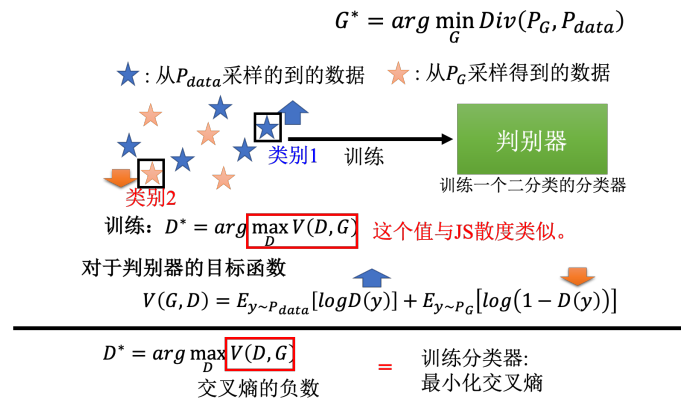 G* = arg min_G Div(P_G, P_data)
★: 从P_data采样的到的数据 ★: 从P_G采样得到的数据
类别1
训练
判别器
训练一个二分类的分类器
类别2
训练：D* = arg max_D V(D, G) 这个值与JS散度类似。
对于判别器的目标函数
V(G, D) = E_{y~P_data}[logD(y)] + E_{y~P_G}[log(1 − D(y))]
D* = arg max_D V(D, G) = 训练分类器:
交叉熵的负数 最小化交叉熵